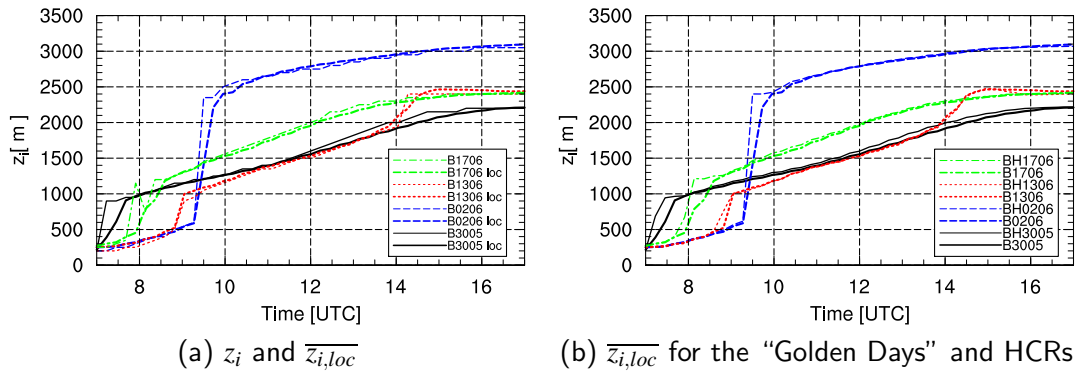 3500
3000
2500
2000
1500
1000
500
0
z_i [ m ]
B1706
B1706 loc
B1306
B1306 loc
B0206
B0206 loc
B3005
B3005 loc
8 10 12 14 16
Time [UTC]
(a) z_i and \overline{z_{i,loc}}
3500
3000
2500
2000
1500
1000
500
0
z_i [ m ]
BH1706
B1706
BH1306
B1306
BH0206
B0206
BH3005
B3005
8 10 12 14 16
Time [UTC]
(b) \overline{z_{i,loc}} for the “Golden Days” and HCRs